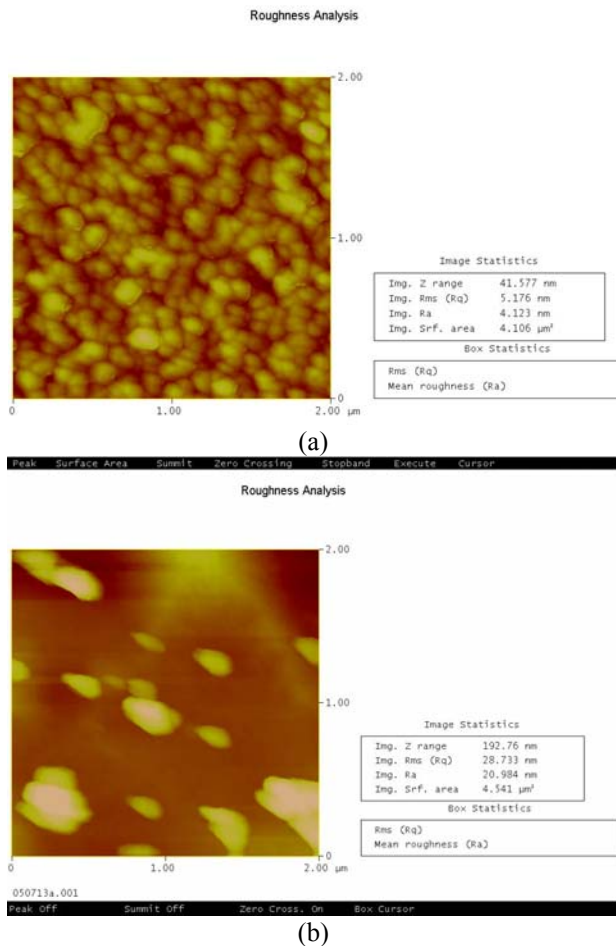 Roughness Analysis
2.00
1.00
0
0 1.00 2.00 µm
Image Statistics
Img. Z range 41.577 nm
Img. Rms (Rq) 5.176 nm
Img. Ra 4.123 nm
Img. Srf. area 4.106 µm²
Box Statistics
Rms (Rq)
Mean roughness (Ra)
(a)
Peak Surface Area Summit Zero Crossing Stopband Execute Cursor
Roughness Analysis
2.00
1.00
0
0 1.00 2.00 µm
Image Statistics
Img. Z range 192.76 nm
Img. Rms (Rq) 28.733 nm
Img. Ra 20.984 nm
Img. Srf. area 4.541 µm²
Box Statistics
Rms (Rq)
Mean roughness (Ra)
050713a.001
Peak Off Summit Off Zero Cross. On Box Cursor
(b)